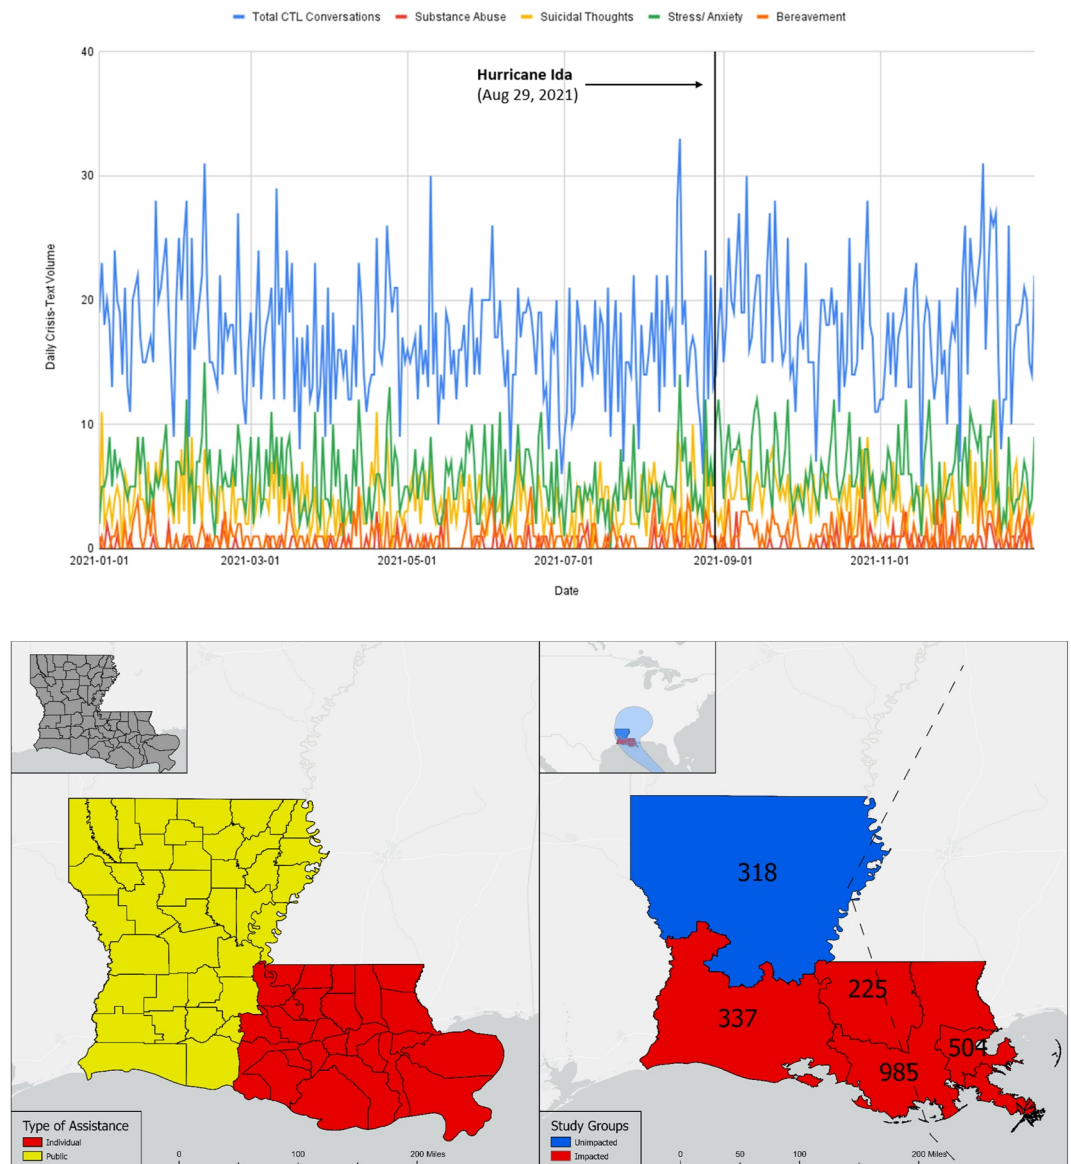 Total CTL Conversations Substance Abuse Suicidal Thoughts Stress/ Anxiety Bereavement
40
Hurricane Ida
(Aug 29, 2021)
30
Daily Crisis-Text Volume
20
10
0
2021-01-01 2021-03-01 2021-05-01 2021-07-01 2021-09-01 2021-11-01
Date
318
225
337
504
985
Type of Assistance
Individual
Public
0 200 Miles
Study Groups
Unimpacted
Impacted
0 50 100 200 Miles